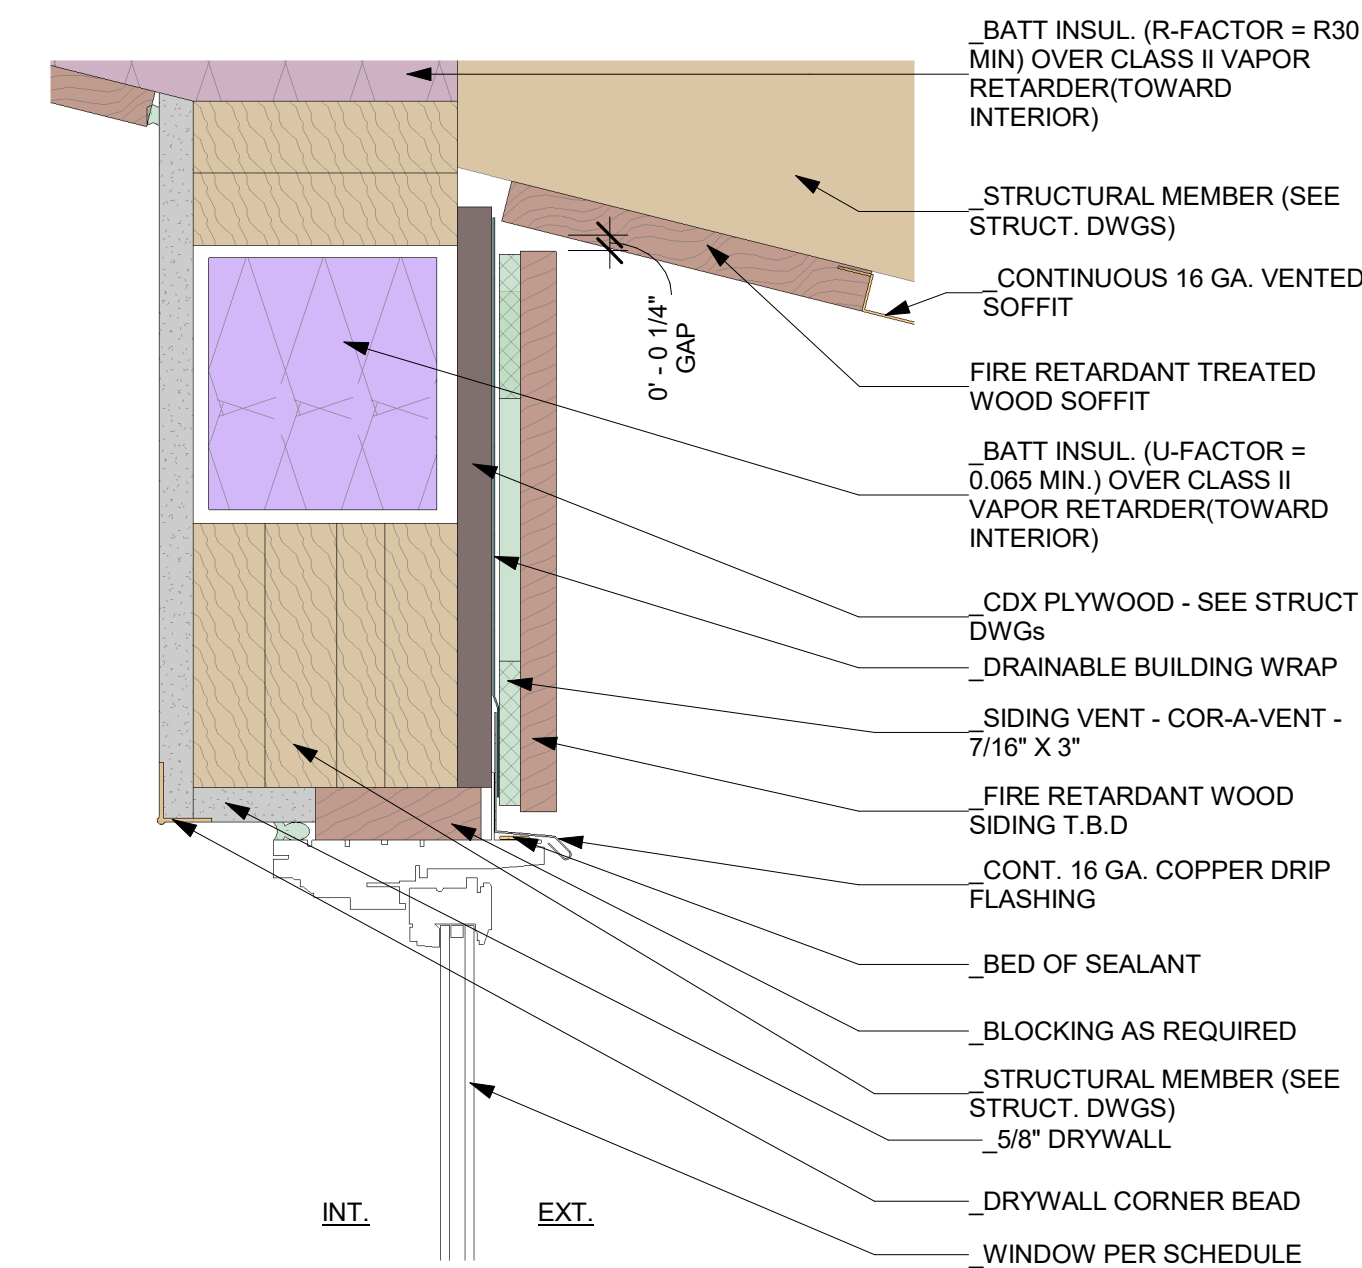 _BATT INSUL. (R-FACTOR = R30
MIN) OVER CLASS II VAPOR
RETARDER(TOWARD
INTERIOR)
_STRUCTURAL MEMBER (SEE
STRUCT. DWGS)
_CONTINUOUS 16 GA. VENTED
SOFFIT
0' - 0 1/4"
GAP
FIRE RETARDANT TREATED
WOOD SOFFIT
_BATT INSUL. (U-FACTOR =
0.065 MIN.) OVER CLASS II
VAPOR RETARDER(TOWARD
INTERIOR)
_CDX PLYWOOD - SEE STRUCT
DWGs
_DRAINABLE BUILDING WRAP
_SIDING VENT - COR-A-VENT -
7/16" X 3"
_FIRE RETARDANT WOOD
SIDING T.B.D
_CONT. 16 GA. COPPER DRIP
FLASHING
_BED OF SEALANT
_BLOCKING AS REQUIRED
_STRUCTURAL MEMBER (SEE
STRUCT. DWGS)
_5/8" DRYWALL
_DRYWALL CORNER BEAD
INT.
EXT.
_WINDOW PER SCHEDULE